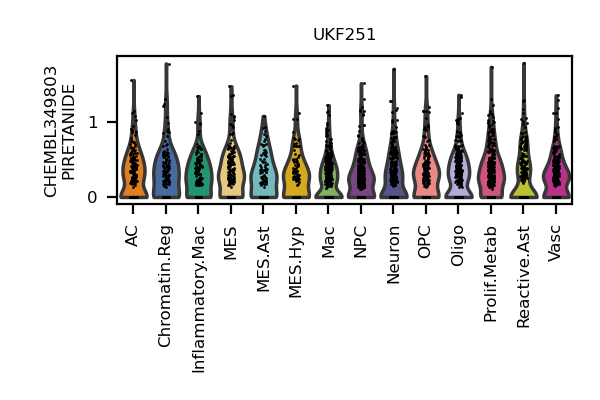 UKF251
CHEMBL349803
PIRETANIDE
1
0
AC
Chromatin.Reg
Inflammatory.Mac
MES
MES.Ast
MES.Hyp
Mac
NPC
Neuron
OPC
Oligo
Prolif.Metab
Reactive.Ast
Vasc